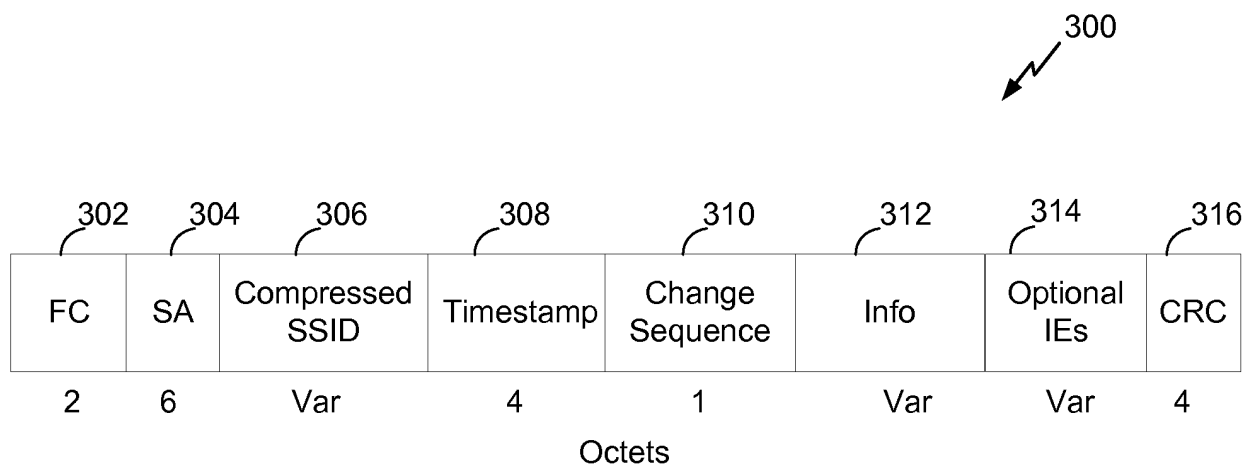 300
302 304 306 308 310 312 314 316
FC SA Compressed SSID Timestamp Change Sequence Info Optional IEs CRC
2 6 Var 4 1 Var Var 4
Octets